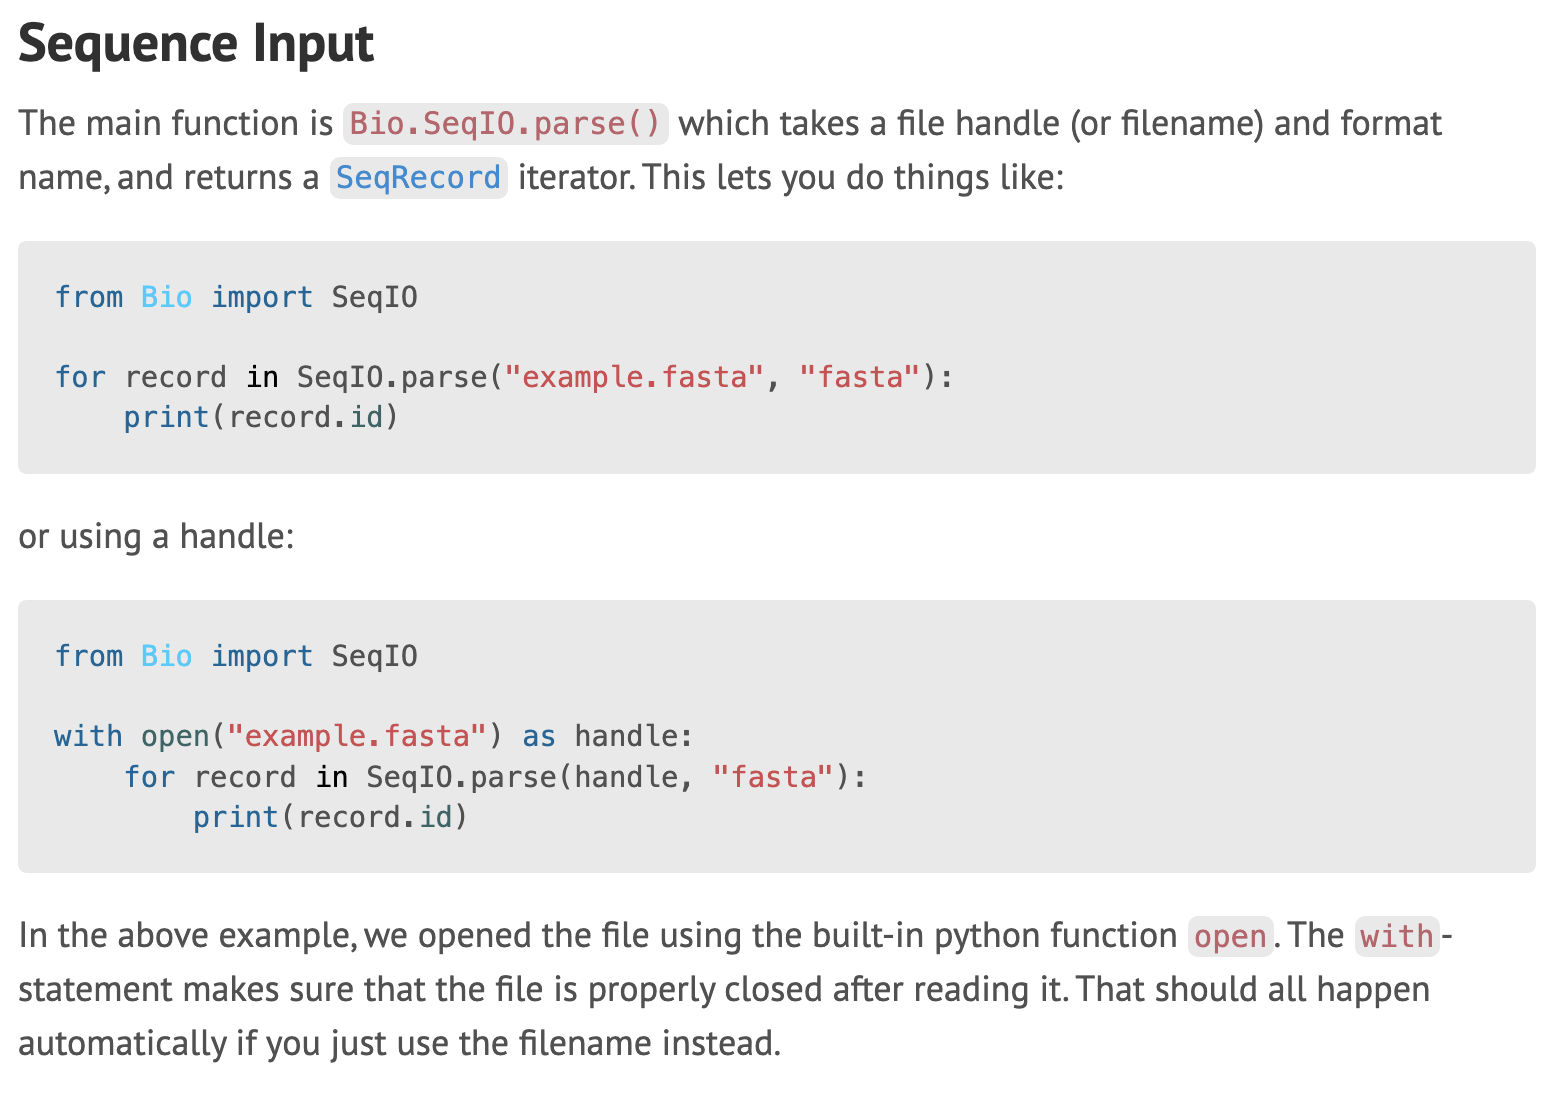 Sequence Input
The main function is Bio.SeqIO.parse() which takes a file handle (or filename) and format
name, and returns a SeqRecord iterator. This lets you do things like:
from Bio import SeqIO
for record in SeqIO.parse("example.fasta", "fasta"):
    print(record.id)
or using a handle:
from Bio import SeqIO
with open("example.fasta") as handle:
    for record in SeqIO.parse(handle, "fasta"):
        print(record.id)
In the above example, we opened the file using the built-in python function open. The with-
statement makes sure that the file is properly closed after reading it. That should all happen
automatically if you just use the filename instead.